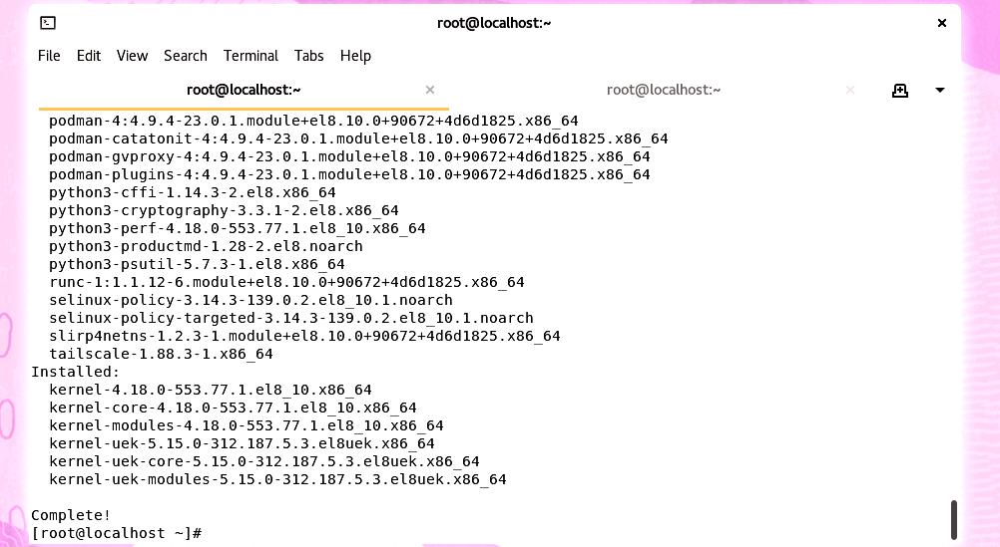 root@localhost:~
File Edit View Search Terminal Tabs Help
root@localhost:~ root@localhost:~
podman-4:4.9.4-23.0.1.module+el8.10.0+90672+4d6d1825.x86_64
podman-catatonit-4:4.9.4-23.0.1.module+el8.10.0+90672+4d6d1825.x86_64
podman-gvproxy-4:4.9.4-23.0.1.module+el8.10.0+90672+4d6d1825.x86_64
podman-plugins-4:4.9.4-23.0.1.module+el8.10.0+90672+4d6d1825.x86_64
python3-cffi-1.14.3-2.el8.x86_64
python3-cryptography-3.3.1-2.el8.x86_64
python3-perf-4.18.0-553.77.1.el8_10.x86_64
python3-productmd-1.28-2.el8.noarch
python3-psutil-5.7.3-1.el8.x86_64
runc-1:1.1.12-6.module+el8.10.0+90672+4d6d1825.x86_64
selinux-policy-3.14.3-139.0.2.el8_10.1.noarch
selinux-policy-targeted-3.14.3-139.0.2.el8_10.1.noarch
slirp4netns-1.2.3-1.module+el8.10.0+90672+4d6d1825.x86_64
tailscale-1.88.3-1.x86_64
Installed:
kernel-4.18.0-553.77.1.el8_10.x86_64
kernel-core-4.18.0-553.77.1.el8_10.x86_64
kernel-modules-4.18.0-553.77.1.el8_10.x86_64
kernel-uek-5.15.0-312.187.5.3.el8uek.x86_64
kernel-uek-core-5.15.0-312.187.5.3.el8uek.x86_64
kernel-uek-modules-5.15.0-312.187.5.3.el8uek.x86_64
Complete!
[root@localhost ~]#